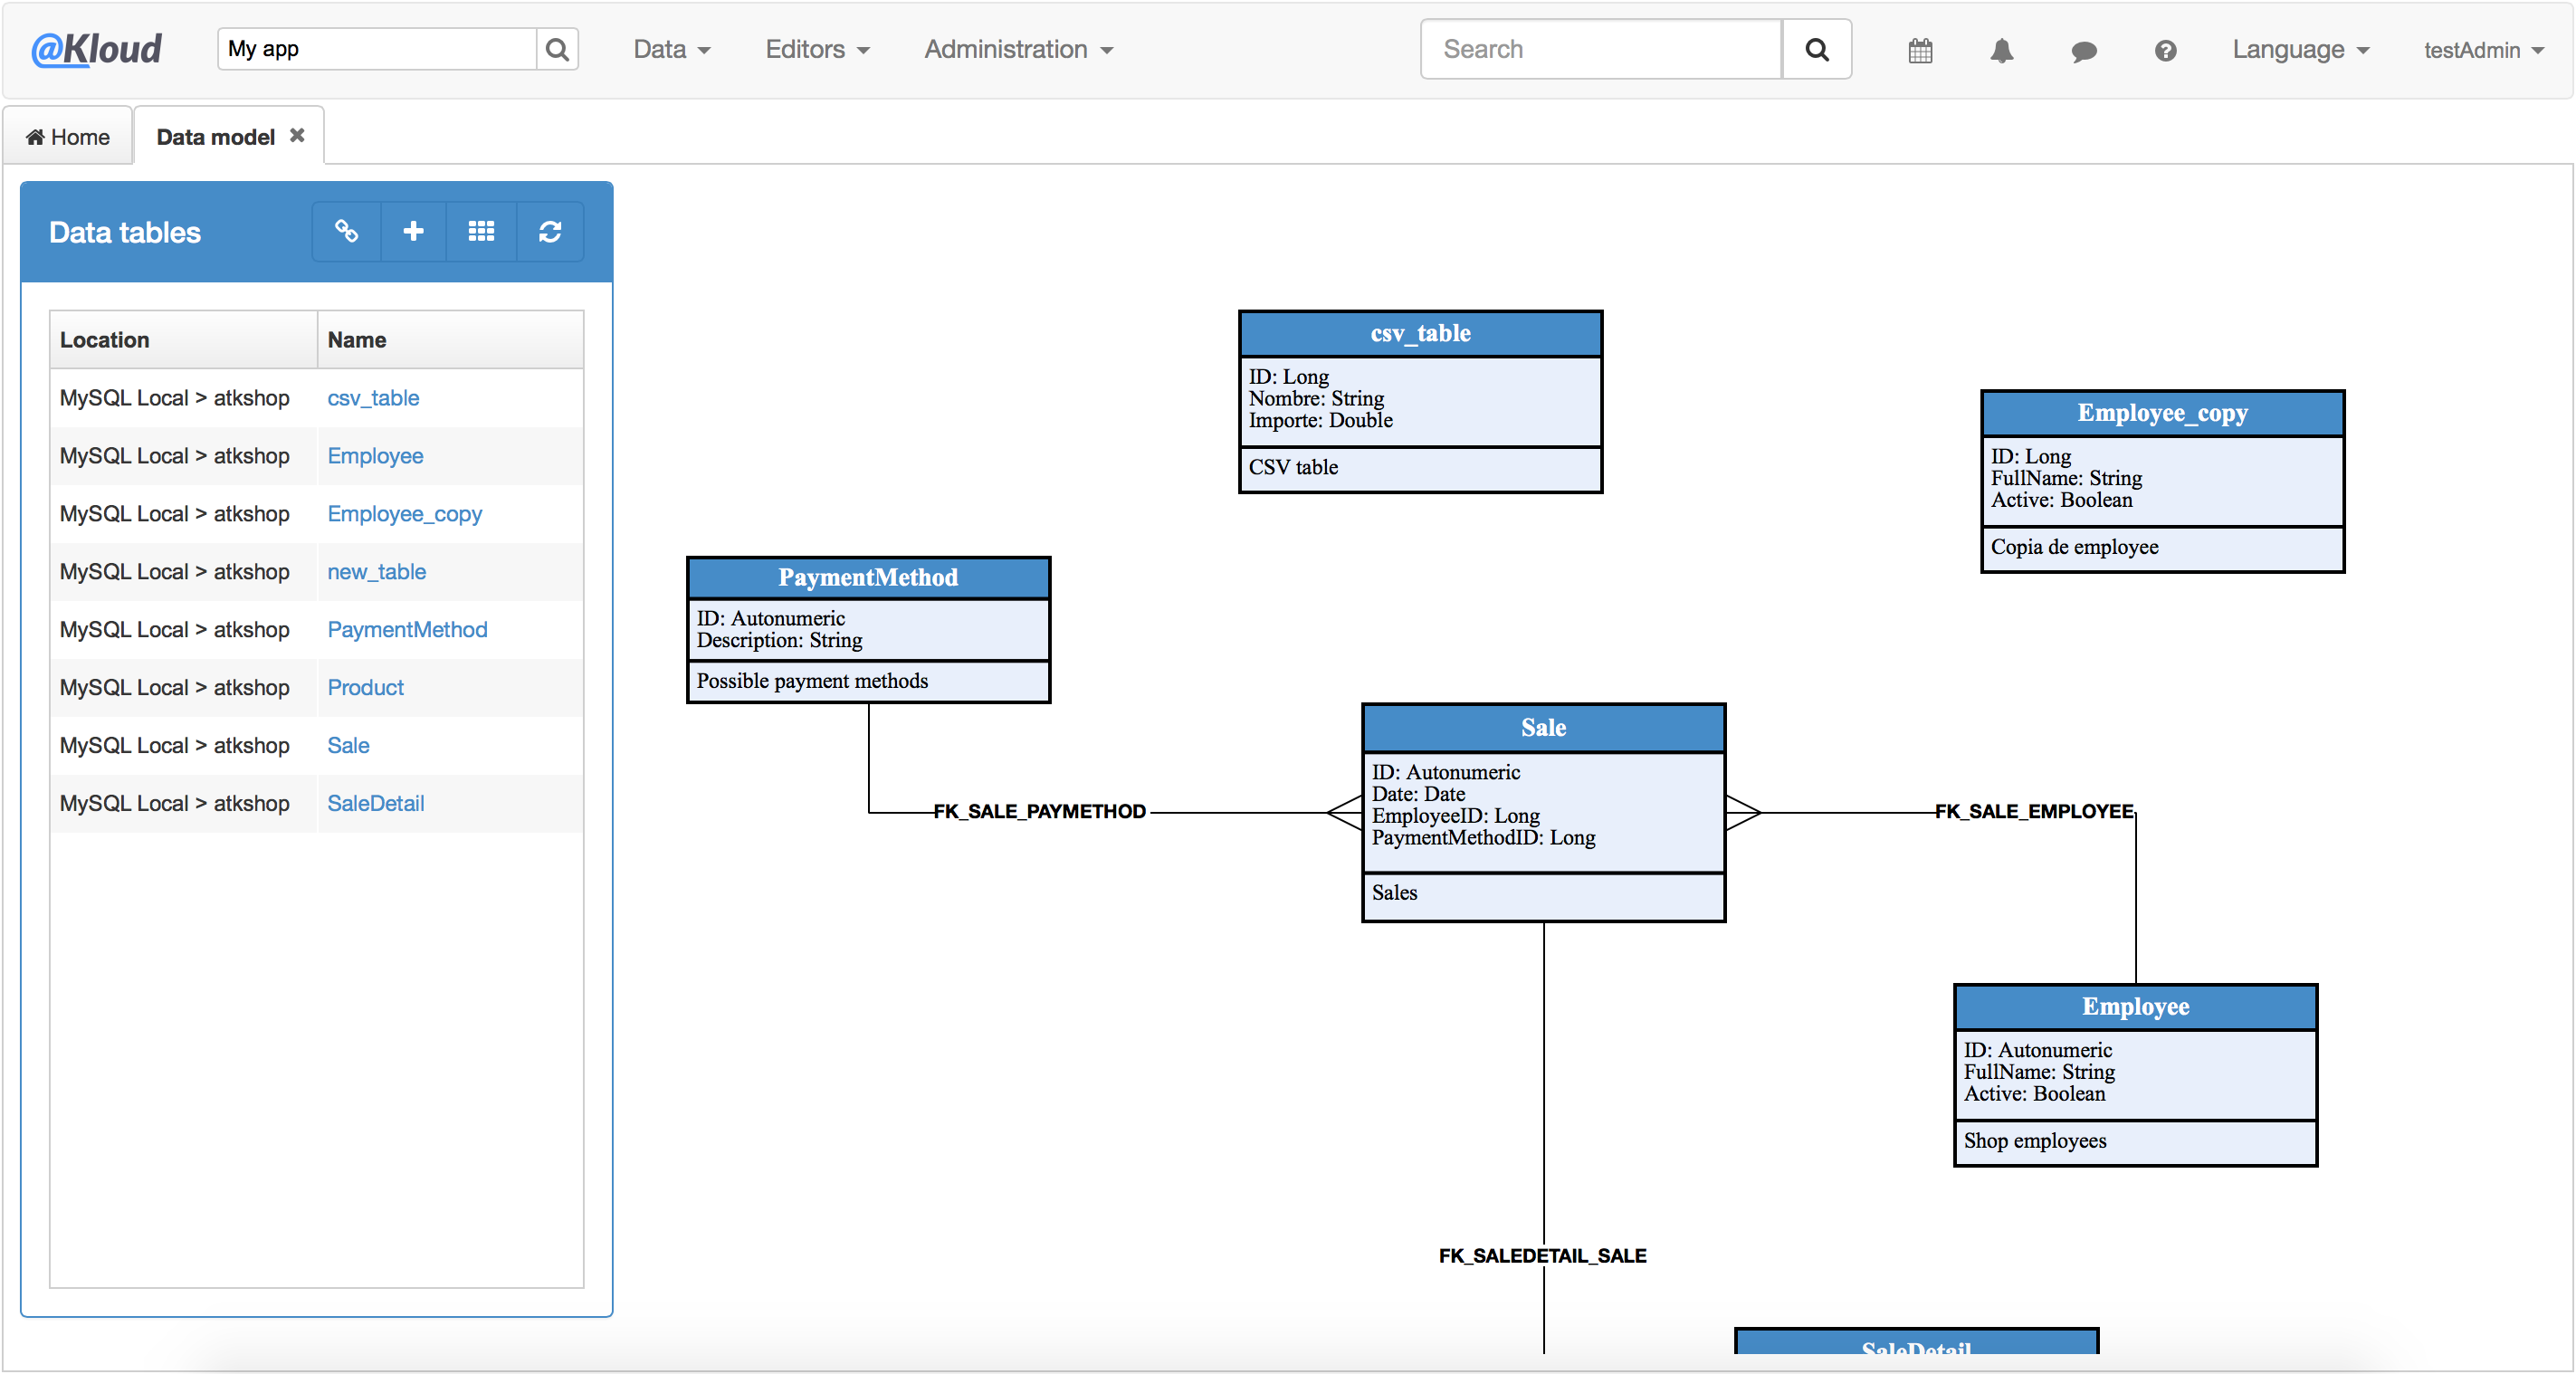 @Kloud
My app
Data
Editors
Administration
Search
Language
testAdmin
Home
Data model
Data tables
Location Name
MySQL Local > atkshop csv_table
MySQL Local > atkshop Employee
MySQL Local > atkshop Employee_copy
MySQL Local > atkshop new_table
MySQL Local > atkshop PaymentMethod
MySQL Local > atkshop Product
MySQL Local > atkshop Sale
MySQL Local > atkshop SaleDetail
csv_table
ID: Long
Nombre: String
Importe: Double
CSV table
Employee_copy
ID: Long
FullName: String
Active: Boolean
Copia de employee
PaymentMethod
ID: Autonumeric
Description: String
Possible payment methods
Sale
ID: Autonumeric
Date: Date
EmployeeID: Long
PaymentMethodID: Long
Sales
FK_SALE_PAYMETHOD
FK_SALE_EMPLOYEE
Employee
ID: Autonumeric
FullName: String
Active: Boolean
Shop employees
FK_SALEDETAIL_SALE
SaleDetail